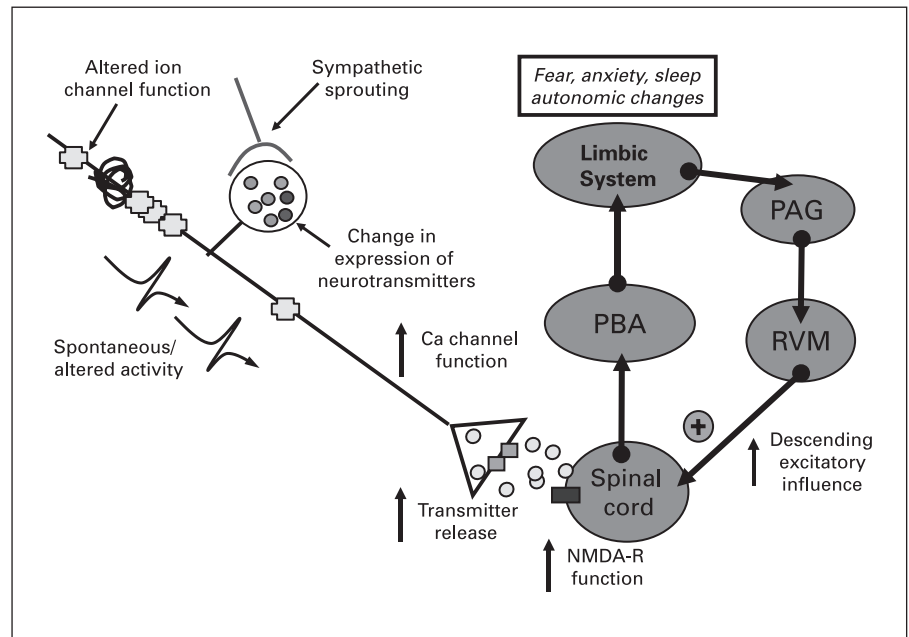 Altered ion
channel function
Sympathetic
sprouting
Fear, anxiety, sleep
autonomic changes
Limbic
System
PAG
Change in
expression of
neurotransmitters
PBA
RVM
Spontaneous/
altered activity
Ca channel
function
+
Descending
excitatory
influence
Spinal
cord
Transmitter
release
NMDA-R
function